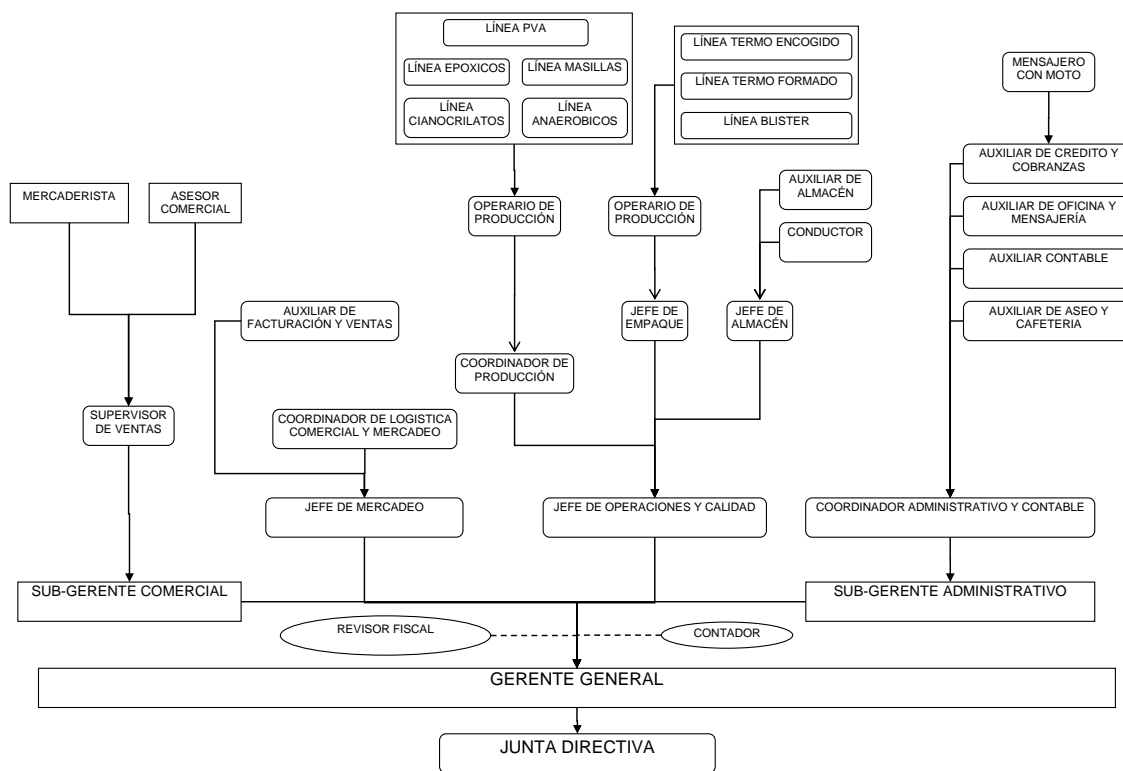 LÍNEA PVA
LÍNEA EPOXICOS
LÍNEA MASILLAS
LÍNEA
CIANOCRILATOS
LÍNEA
ANAEROBICOS
LÍNEA TERMO ENCOGIDO
LÍNEA TERMO FORMADO
LÍNEA BLISTER
MENSAJERO
CON MOTO
AUXILIAR DE CREDITO Y
COBRANZAS
MERCADERISTA
ASESOR
COMERCIAL
OPERARIO DE
PRODUCCIÓN
OPERARIO DE
PRODUCCIÓN
AUXILIAR DE
ALMACÉN
CONDUCTOR
AUXILIAR DE OFICINA Y
MENSAJERÍA
AUXILIAR CONTABLE
AUXILIAR DE ASEO Y
CAFETERIA
AUXILIAR DE
FACTURACIÓN Y VENTAS
JEFE DE
EMPAQUE
JEFE DE
ALMACÉN
COORDINADOR DE
PRODUCCIÓN
SUPERVISOR
DE VENTAS
COORDINADOR DE LOGISTICA
COMERCIAL Y MERCADEO
JEFE DE MERCADEO
JEFE DE OPERACIONES Y CALIDAD
COORDINADOR ADMINISTRATIVO Y CONTABLE
SUB-GERENTE COMERCIAL
SUB-GERENTE ADMINISTRATIVO
REVISOR FISCAL
CONTADOR
GERENTE GENERAL
JUNTA DIRECTIVA